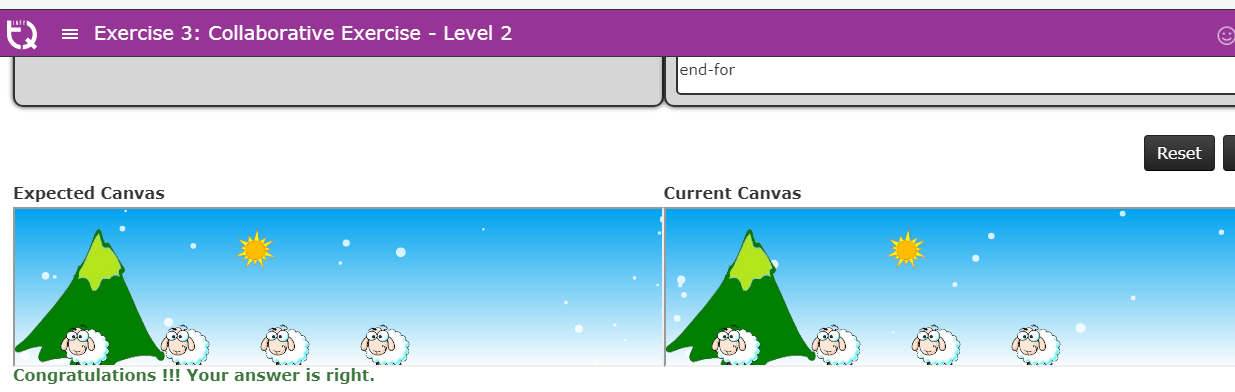 Exercise 3: Collaborative Exercise - Level 2
end-for
Reset
Expected Canvas
Current Canvas
Congratulations !!! Your answer is right.